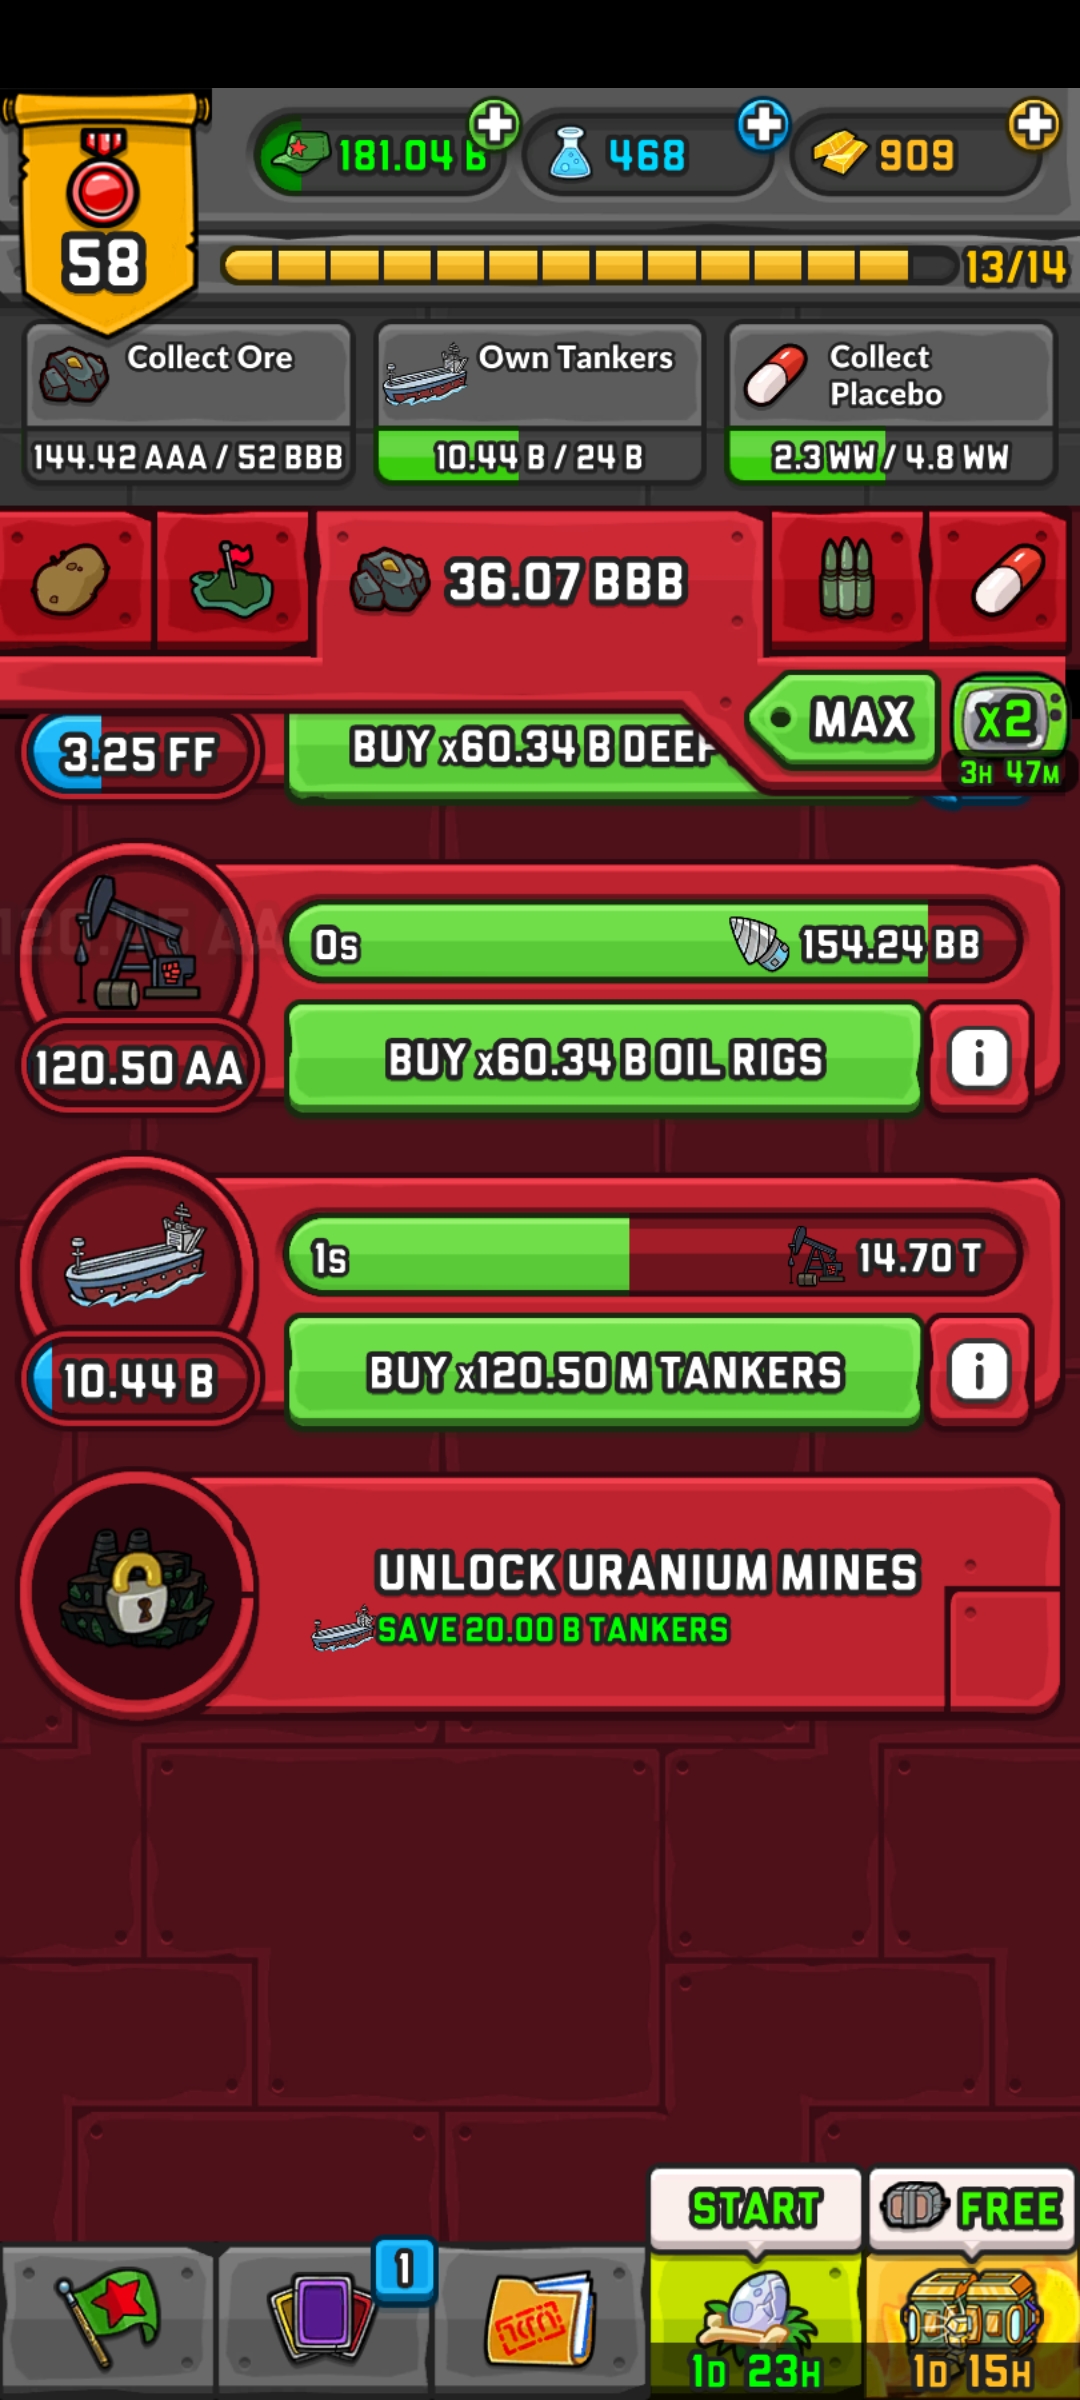 58
181.04 B
468
909
13/14
Collect Ore
144.42 AAA / 52 BBB
Own Tankers
10.44 B / 24 B
Collect
Placebo
2.3 WW / 4.8 WW
36.07 BBB
MAX
x2
3H 47M
3.25 FF
BUY x60.34 B DEEP
0s
154.24 BB
120.50 AA
BUY x60.34 B OIL RIGS
i
1s
14.70 T
10.44 B
BUY x120.50 M TANKERS
i
UNLOCK URANIUM MINES
SAVE 20.00 B TANKERS
START
FREE
1
1D 23H
1D 15H